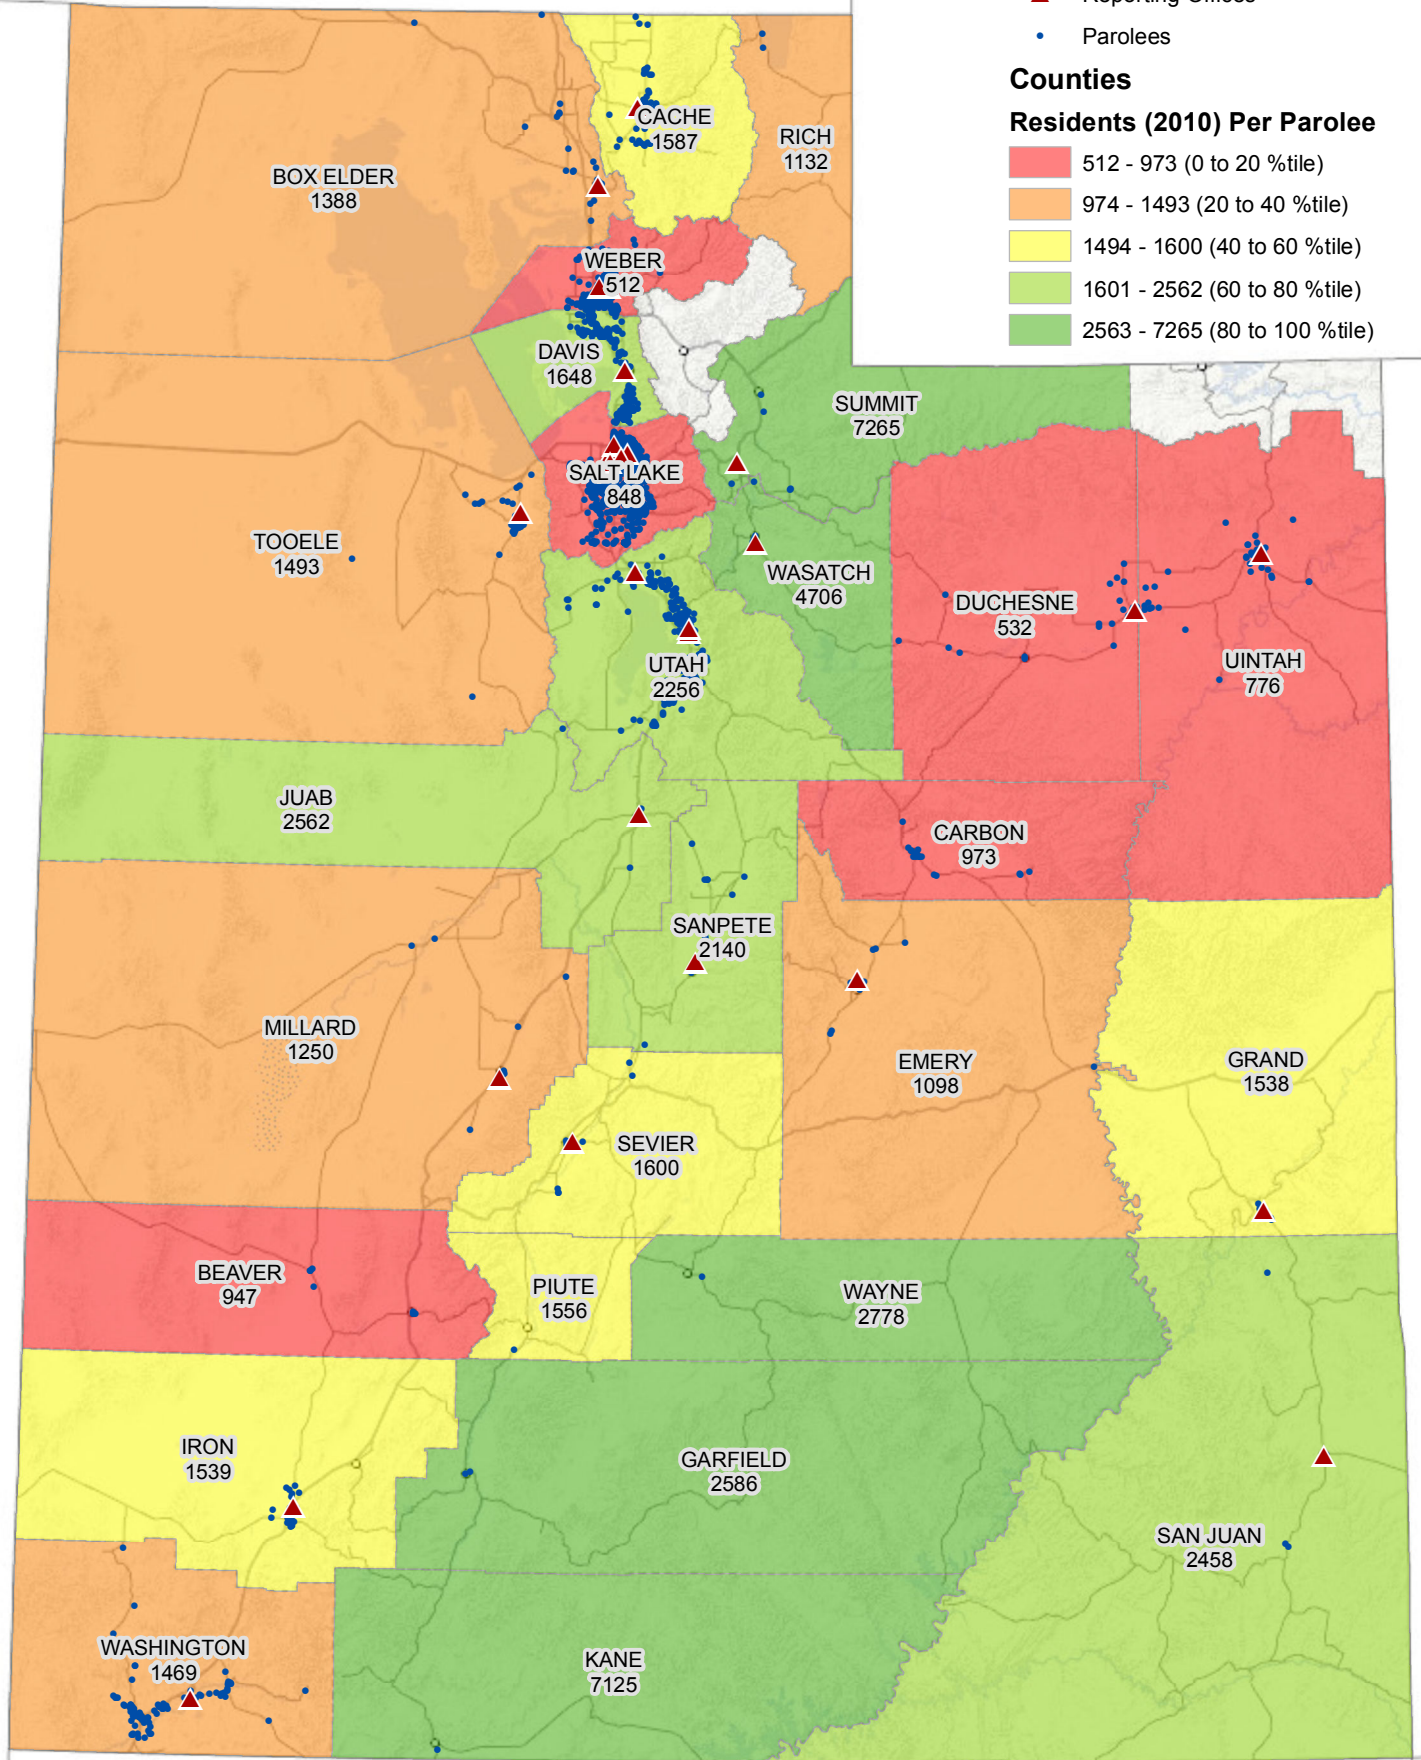 Reporting Offices
Parolees
Counties
Residents (2010) Per Parolee
512 - 973 (0 to 20 %tile)
974 - 1493 (20 to 40 %tile)
1494 - 1600 (40 to 60 %tile)
1601 - 2562 (60 to 80 %tile)
2563 - 7265 (80 to 100 %tile)
CACHE
1587
RICH
1132
BOX ELDER
1388
WEBER
512
DAVIS
1648
SUMMIT
7265
SALT LAKE
848
TOOELE
1493
WASATCH
4706
DUCHESNE
532
UINTAH
776
UTAH
2256
JUAB
2562
CARBON
973
SANPETE
2140
MILLARD
1250
EMERY
1098
GRAND
1538
SEVIER
1600
BEAVER
947
PIUTE
1556
WAYNE
2778
IRON
1539
GARFIELD
2586
SAN JUAN
2458
WASHINGTON
1469
KANE
7125